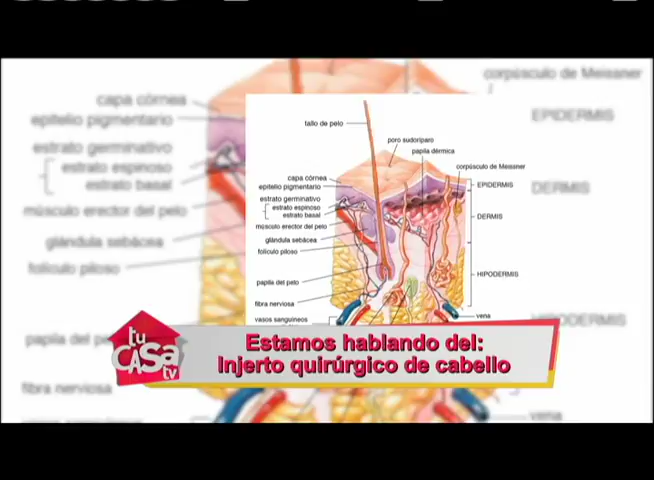 corpúsculo de Meissner
capa córnea
epitelio pigmentario
EPIDERMIS
estrato germinativo
estrato espinoso
estrato basal
DERMIS
músculo erector del pelo
glándula sebácea
folículo piloso
papila del pe
fibra nerviosa
vena
tallo de pelo
poro sudoríparo
papila dérmica
corpúsculo de Meissner
capa córnea
epitelio pigmentario
EPIDERMIS
estrato germinativo
estrato espinoso
estrato basal
DERMIS
músculo erector del pelo
glándula sebácea
folículo piloso
HIPODERMIS
papila del pelo
fibra nerviosa
vasos sanguíneos
vena
tu
CASA
tv
Estamos hablando del:
Injerto quirúrgico de cabello